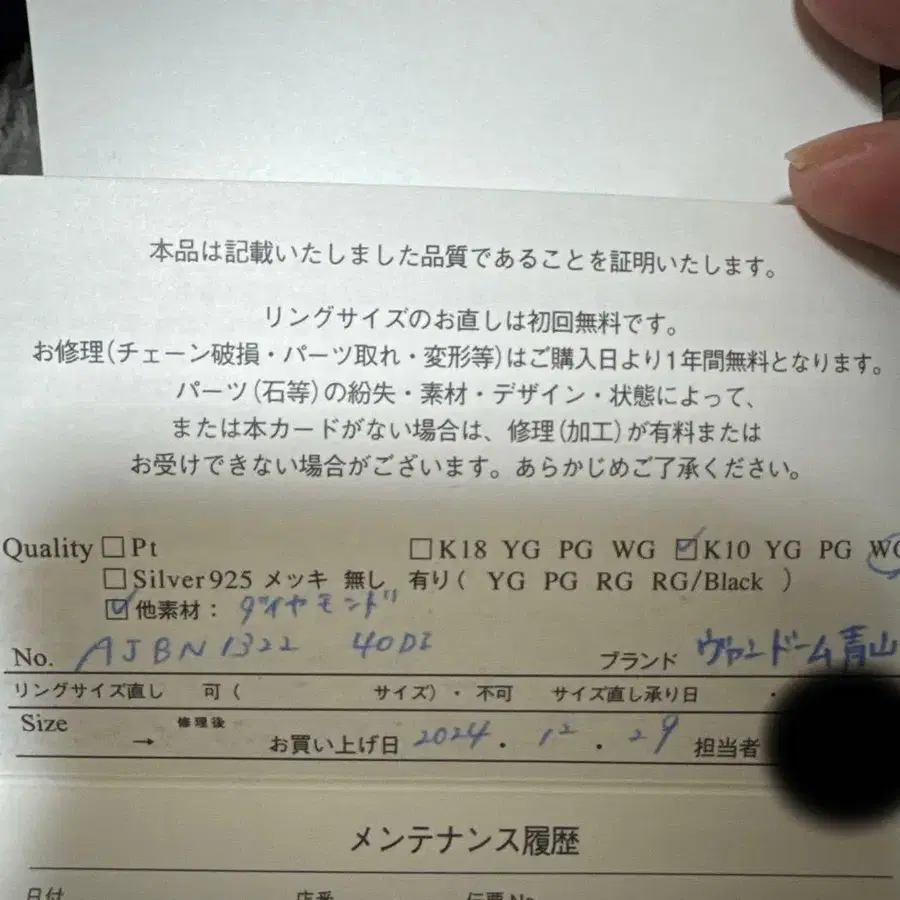 本品は記載いたしました品質であることを証明いたします。
リングサイズのお直しは初回無料です。
お修理(チェーン破損・パーツ取れ・変形等)はご購入日より1年間無料となります。
パーツ(石等)の紛失・素材・デザイン・状態によって、
または本カードがない場合は、修理(加工)が有料または
お受けできない場合がございます。あらかじめご了承ください。
Quality □Pt □K18 YG PG WG ☑K10 YG PG WG
□Silver925 メッキ 無し 有り( YG PG RG RG/Black )
☑他素材: ダイヤモンド
No. AJBN1322 40DI ブランド ヴァンドーム青山
リングサイズ直し 可( サイズ)・不可 サイズ直し承り日 ・
Size → 修理後 お買い上げ日 2024・12・29 担当者
メンテナンス履歴
日付 店番 伝票No.